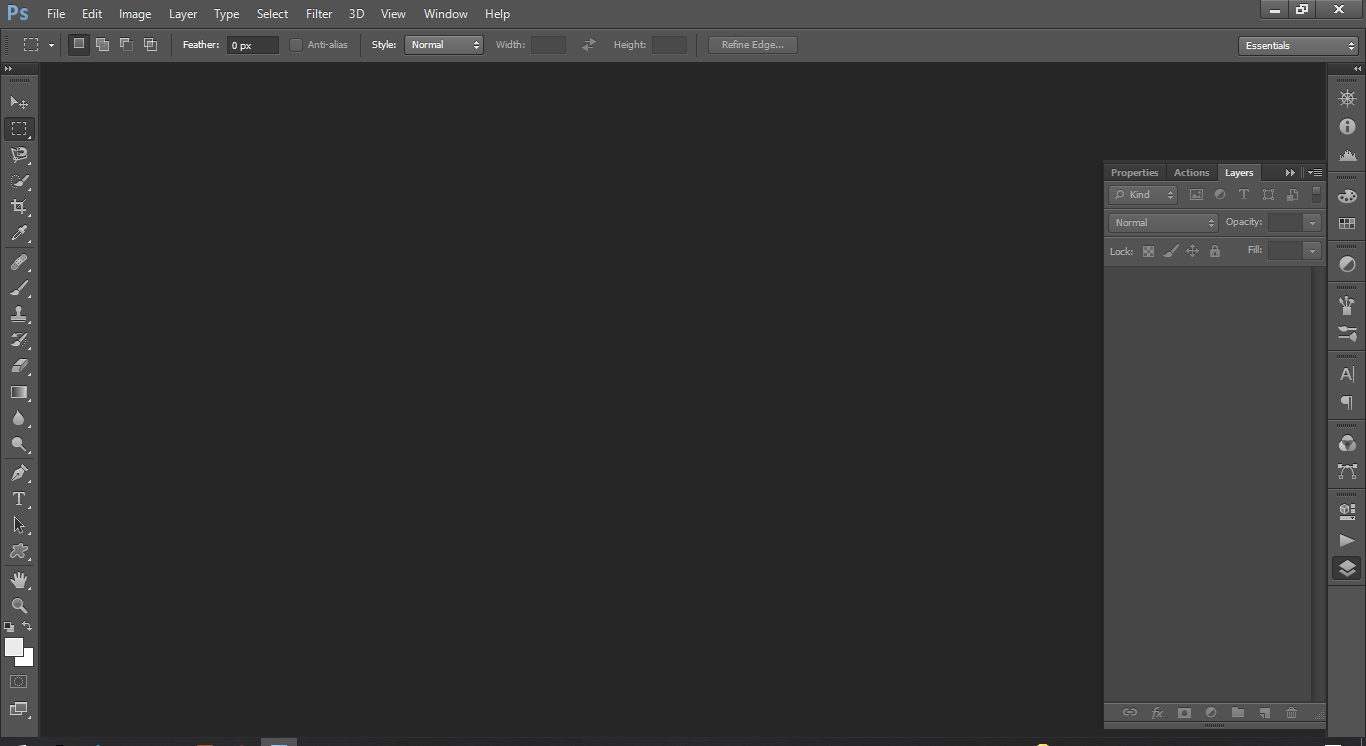 Ps File Edit Image Layer Type Select Filter 3D View Window Help
Feather: 0 px Anti-alias Style: Normal Width: Height: Refine Edge... Essentials
Properties Actions Layers
Kind T
Normal Opacity:
Lock: Fill:
fx
T
A
¶